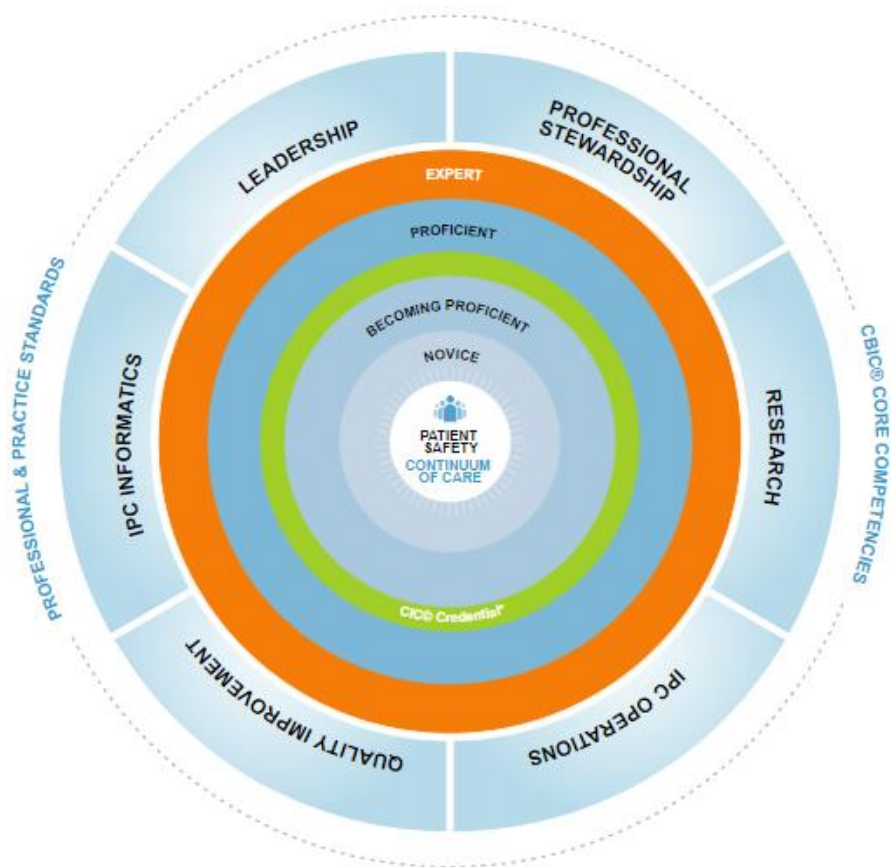 LEADERSHIP
PROFESSIONAL
STEWARDSHIP
EXPERT
PROFICIENT
BECOMING PROFICIENT
NOVICE
PATIENT
SAFETY
CONTINUUM
OF CARE
CIC© Credential*
PROFESSIONAL & PRACTICE STANDARDS
IPC INFORMATICS
RESEARCH
CBIC® CORE COMPETENCIES
QUALITY IMPROVEMENT
IPC OPERATIONS